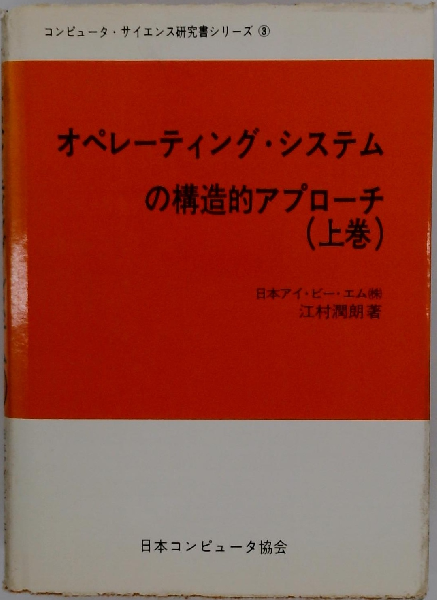 コンピュータ・サイエンス研究書シリーズ③
オペレーティング・システム
の構造的アプローチ
(上巻)
日本アイ・ビー・エム㈱
江村潤朗著
日本コンピュータ協会